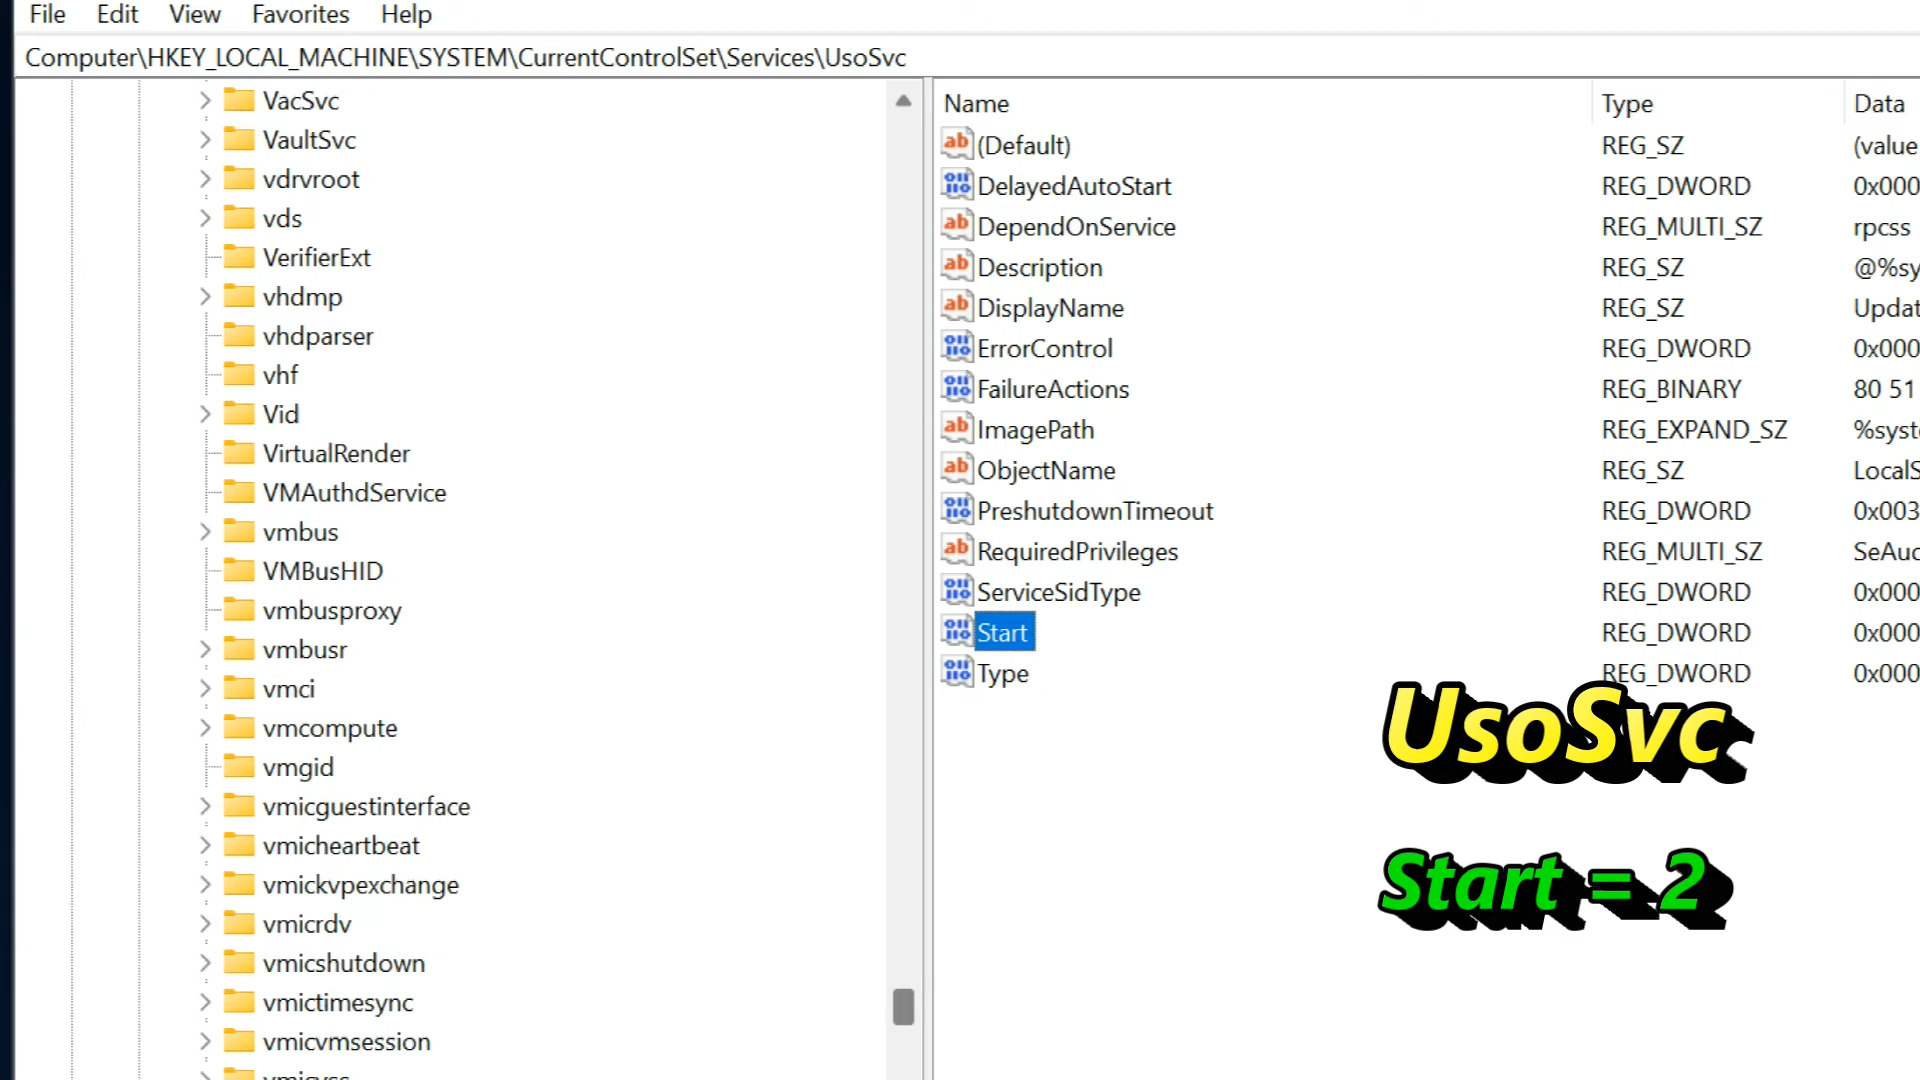 File Edit View Favorites Help
Computer\HKEY_LOCAL_MACHINE\SYSTEM\CurrentControlSet\Services\UsoSvc
VacSvc
VaultSvc
vdrvroot
vds
VerifierExt
vhdmp
vhdparser
vhf
Vid
VirtualRender
VMAuthdService
vmbus
VMBusHID
vmbusproxy
vmbusr
vmci
vmcompute
vmgid
vmicguestinterface
vmicheartbeat
vmickvpexchange
vmicrdv
vmicshutdown
vmictimesync
vmicvmsession
Name Type Data
(Default) REG_SZ (value
DelayedAutoStart REG_DWORD 0x000
DependOnService REG_MULTI_SZ rpcss
Description REG_SZ @%sy
DisplayName REG_SZ Updat
ErrorControl REG_DWORD 0x000
FailureActions REG_BINARY 80 51
ImagePath REG_EXPAND_SZ %syst
ObjectName REG_SZ LocalS
PreshutdownTimeout REG_DWORD 0x003
RequiredPrivileges REG_MULTI_SZ SeAuc
ServiceSidType REG_DWORD 0x000
Start REG_DWORD 0x000
Type REG_DWORD 0x000
UsoSvc
Start = 2